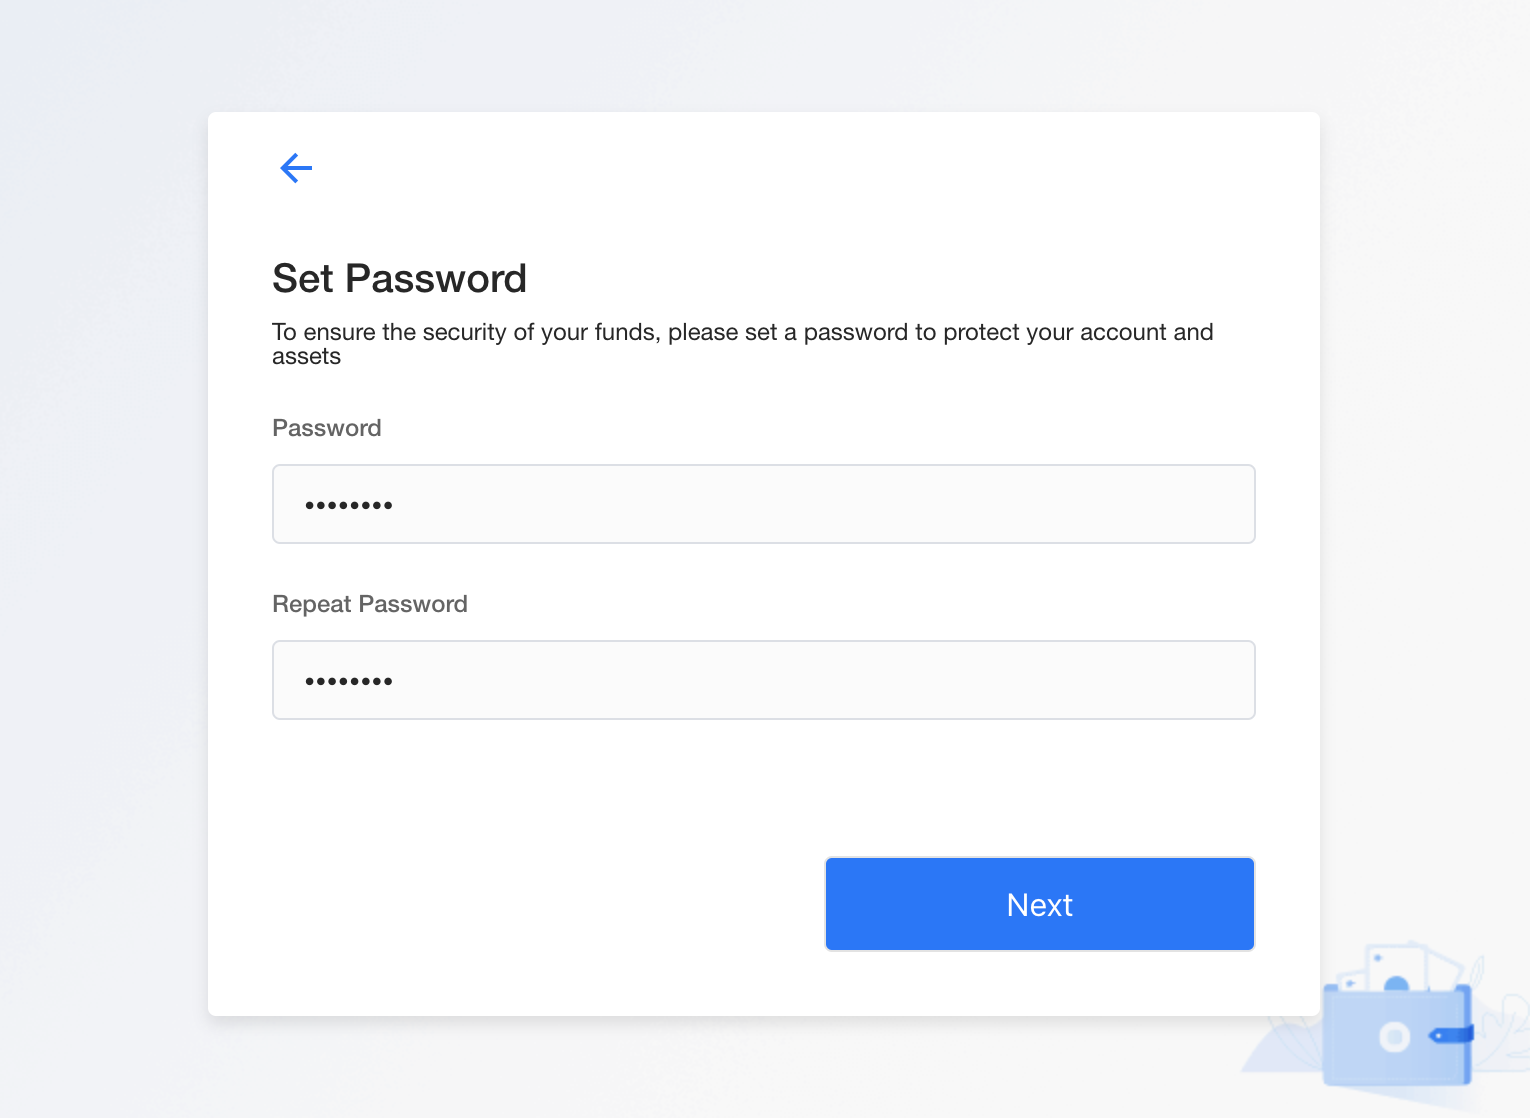 Set Password
To ensure the security of your funds, please set a password to protect your account and
assets
Password
••••••••
Repeat Password
••••••••
Next